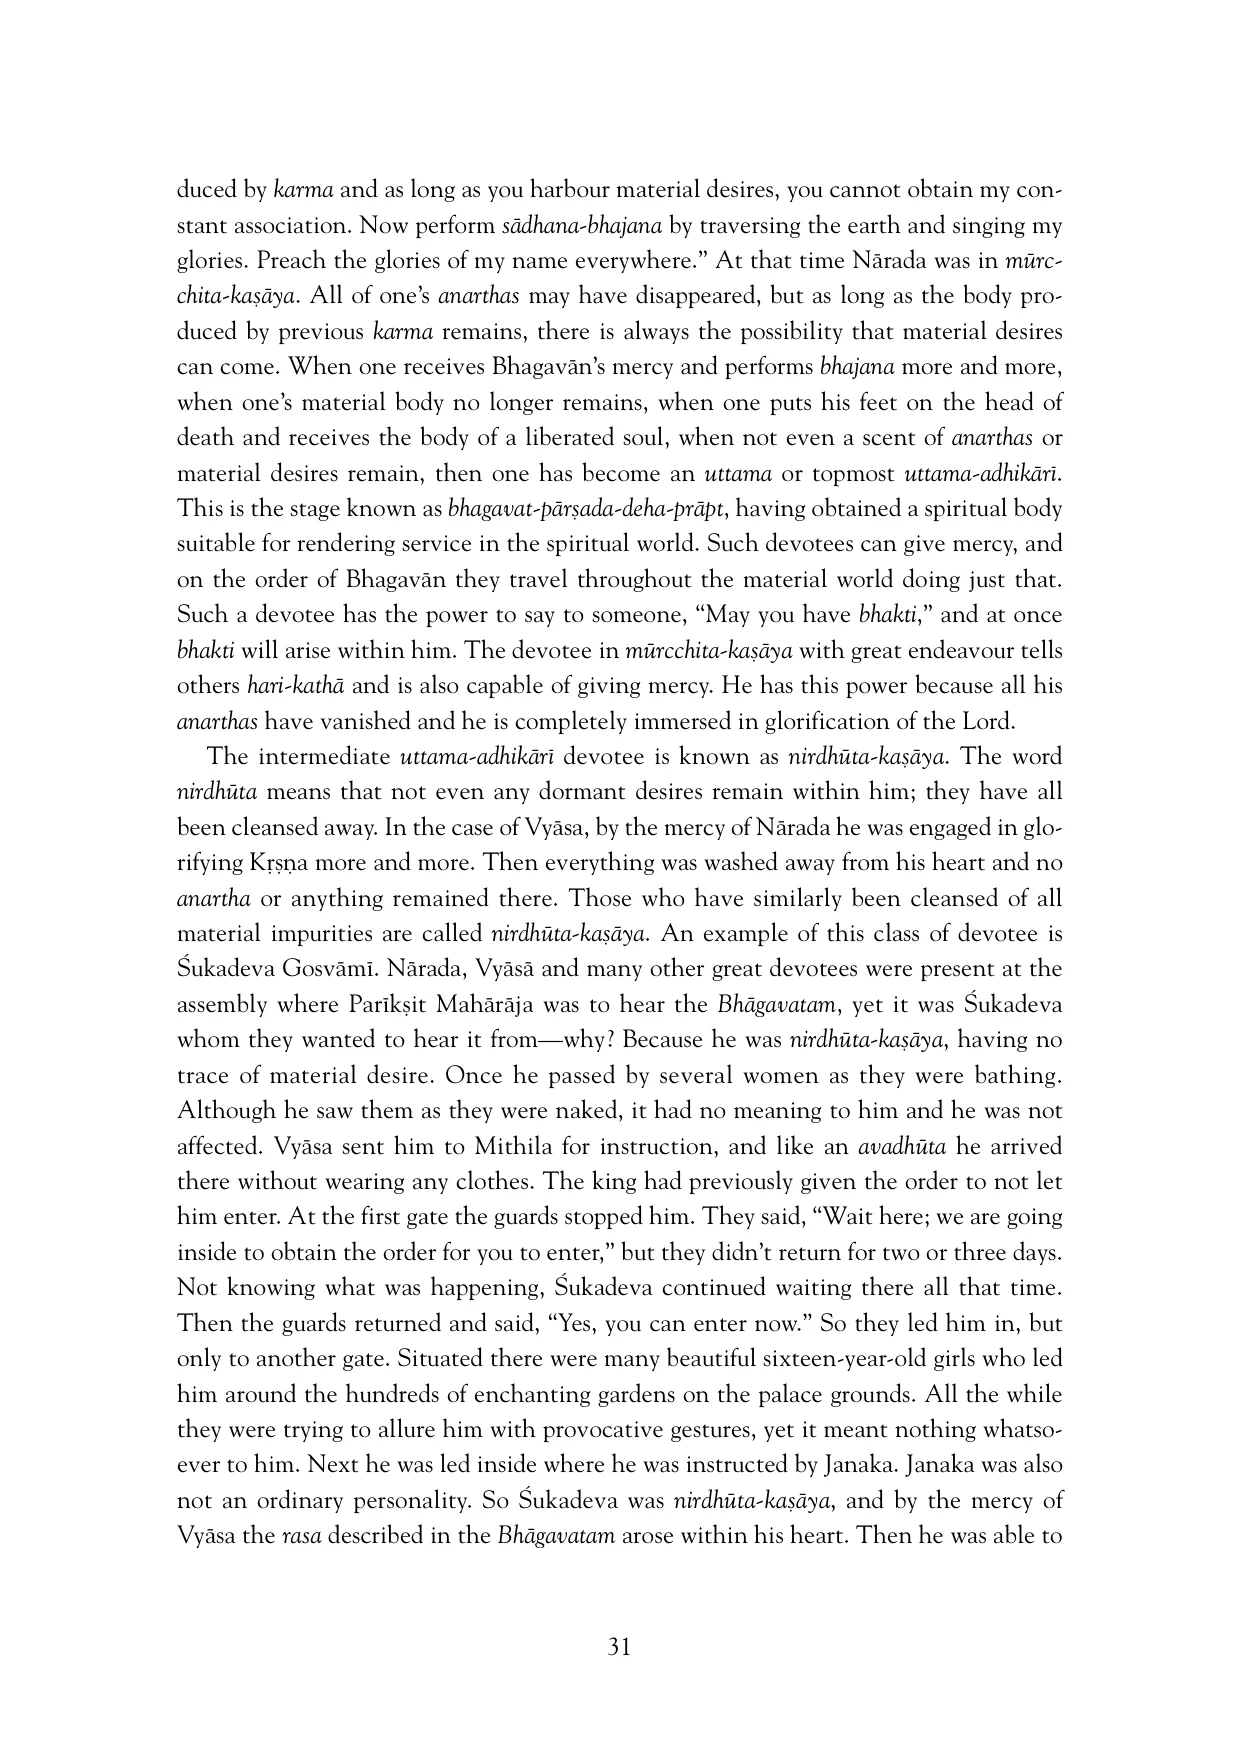 duced by karma and as long as you harbour material desires, you cannot obtain my con-
stant association. Now perform sādhana-bhajana by traversing the earth and singing my
glories. Preach the glories of my name everywhere.” At that time Nārada was in mūrc-
chita-kaṣāya. All of one’s anarthas may have disappeared, but as long as the body pro-
duced by previous karma remains, there is always the possibility that material desires
can come. When one receives Bhagavān’s mercy and performs bhajana more and more,
when one’s material body no longer remains, when one puts his feet on the head of
death and receives the body of a liberated soul, when not even a scent of anarthas or
material desires remain, then one has become an uttama or topmost uttama-adhikārī.
This is the stage known as bhagavat-pārṣada-deha-prāpt, having obtained a spiritual body
suitable for rendering service in the spiritual world. Such devotees can give mercy, and
on the order of Bhagavān they travel throughout the material world doing just that.
Such a devotee has the power to say to someone, “May you have bhakti,” and at once
bhakti will arise within him. The devotee in mūrcchita-kaṣāya with great endeavour tells
others hari-kathā and is also capable of giving mercy. He has this power because all his
anarthas have vanished and he is completely immersed in glorification of the Lord.
The intermediate uttama-adhikārī devotee is known as nirdhūta-kaṣāya. The word
nirdhūta means that not even any dormant desires remain within him; they have all
been cleansed away. In the case of Vyāsa, by the mercy of Nārada he was engaged in glo-
rifying Kṛṣṇa more and more. Then everything was washed away from his heart and no
anartha or anything remained there. Those who have similarly been cleansed of all
material impurities are called nirdhūta-kaṣāya. An example of this class of devotee is
Śukadeva Gosvāmī. Nārada, Vyāsā and many other great devotees were present at the
assembly where Parīkṣit Mahārāja was to hear the Bhāgavatam, yet it was Śukadeva
whom they wanted to hear it from—why? Because he was nirdhūta-kaṣāya, having no
trace of material desire. Once he passed by several women as they were bathing.
Although he saw them as they were naked, it had no meaning to him and he was not
affected. Vyāsa sent him to Mithila for instruction, and like an avadhūta he arrived
there without wearing any clothes. The king had previously given the order to not let
him enter. At the first gate the guards stopped him. They said, “Wait here; we are going
inside to obtain the order for you to enter,” but they didn’t return for two or three days.
Not knowing what was happening, Śukadeva continued waiting there all that time.
Then the guards returned and said, “Yes, you can enter now.” So they led him in, but
only to another gate. Situated there were many beautiful sixteen-year-old girls who led
him around the hundreds of enchanting gardens on the palace grounds. All the while
they were trying to allure him with provocative gestures, yet it meant nothing whatso-
ever to him. Next he was led inside where he was instructed by Janaka. Janaka was also
not an ordinary personality. So Śukadeva was nirdhūta-kaṣāya, and by the mercy of
Vyāsa the rasa described in the Bhāgavatam arose within his heart. Then he was able to
31